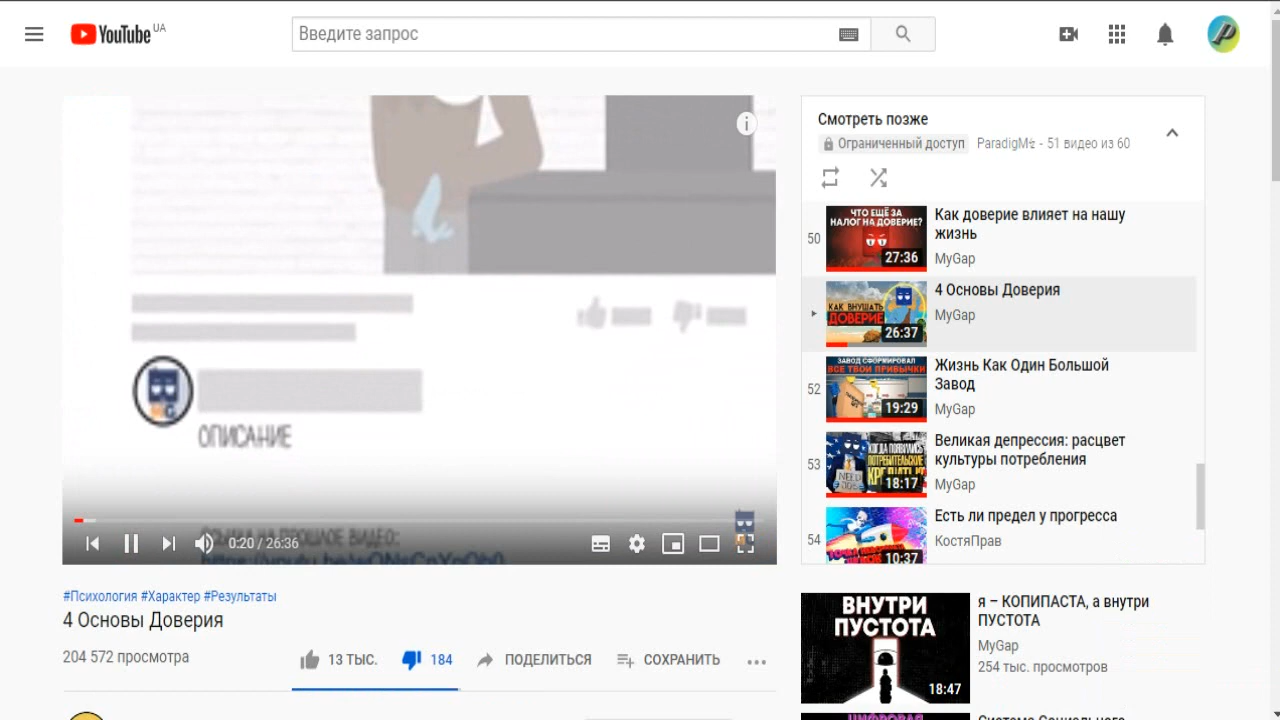 YouTube UA
Введите запрос
ОПИСАНИЕ
0:20 / 26:36
#Психология #Характер #Результаты
4 Основы Доверия
204 572 просмотра
13 ТЫС.
184
ПОДЕЛИТЬСЯ
СОХРАНИТЬ
Смотреть позже
Ограниченный доступ
ParadigM - 51 видео из 60
50
ЧТО ЕЩЁ ЗА
НАЛОГ НА ДОВЕРИЕ?
27:36
Как доверие влияет на нашу
жизнь
MyGap
КАК ВНУШАТЬ
ДОВЕРИЕ
26:37
4 Основы Доверия
MyGap
52
ЗАВОД СФОРМИРОВАЛ
ВСЕ ТВОИ ПРИВЫЧКИ
19:29
Жизнь Как Один Большой
Завод
MyGap
53
КОГДА ПОЯВИЛИСЬ
ПОТРЕБИТЕЛЬСКИЕ
18:17
Великая депрессия: расцвет
культуры потребления
MyGap
54
10:37
Есть ли предел у прогресса
КостяПрав
ВНУТРИ
ПУСТОТА
18:47
я – КОПИПАСТА, а внутри
ПУСТОТА
MyGap
254 тыс. просмотров